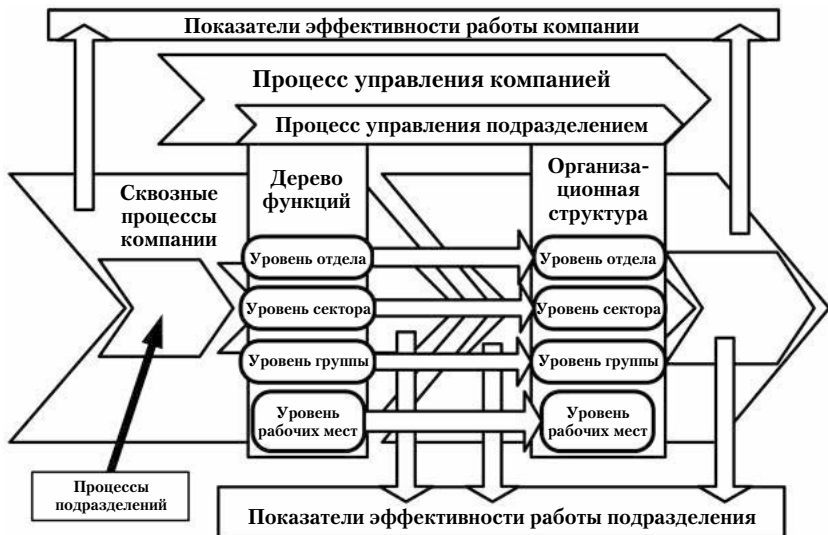 Показатели эффективности работы компании
Процесс управления компанией
Процесс управления подразделением
Сквозные
процессы
компании
Дерево
функций
Организа-
ционная
структура
Уровень отдела
Уровень отдела
Уровень сектора
Уровень сектора
Уровень группы
Уровень группы
Уровень
рабочих мест
Уровень
рабочих мест
Процессы
подразделений
Показатели эффективности работы подразделения